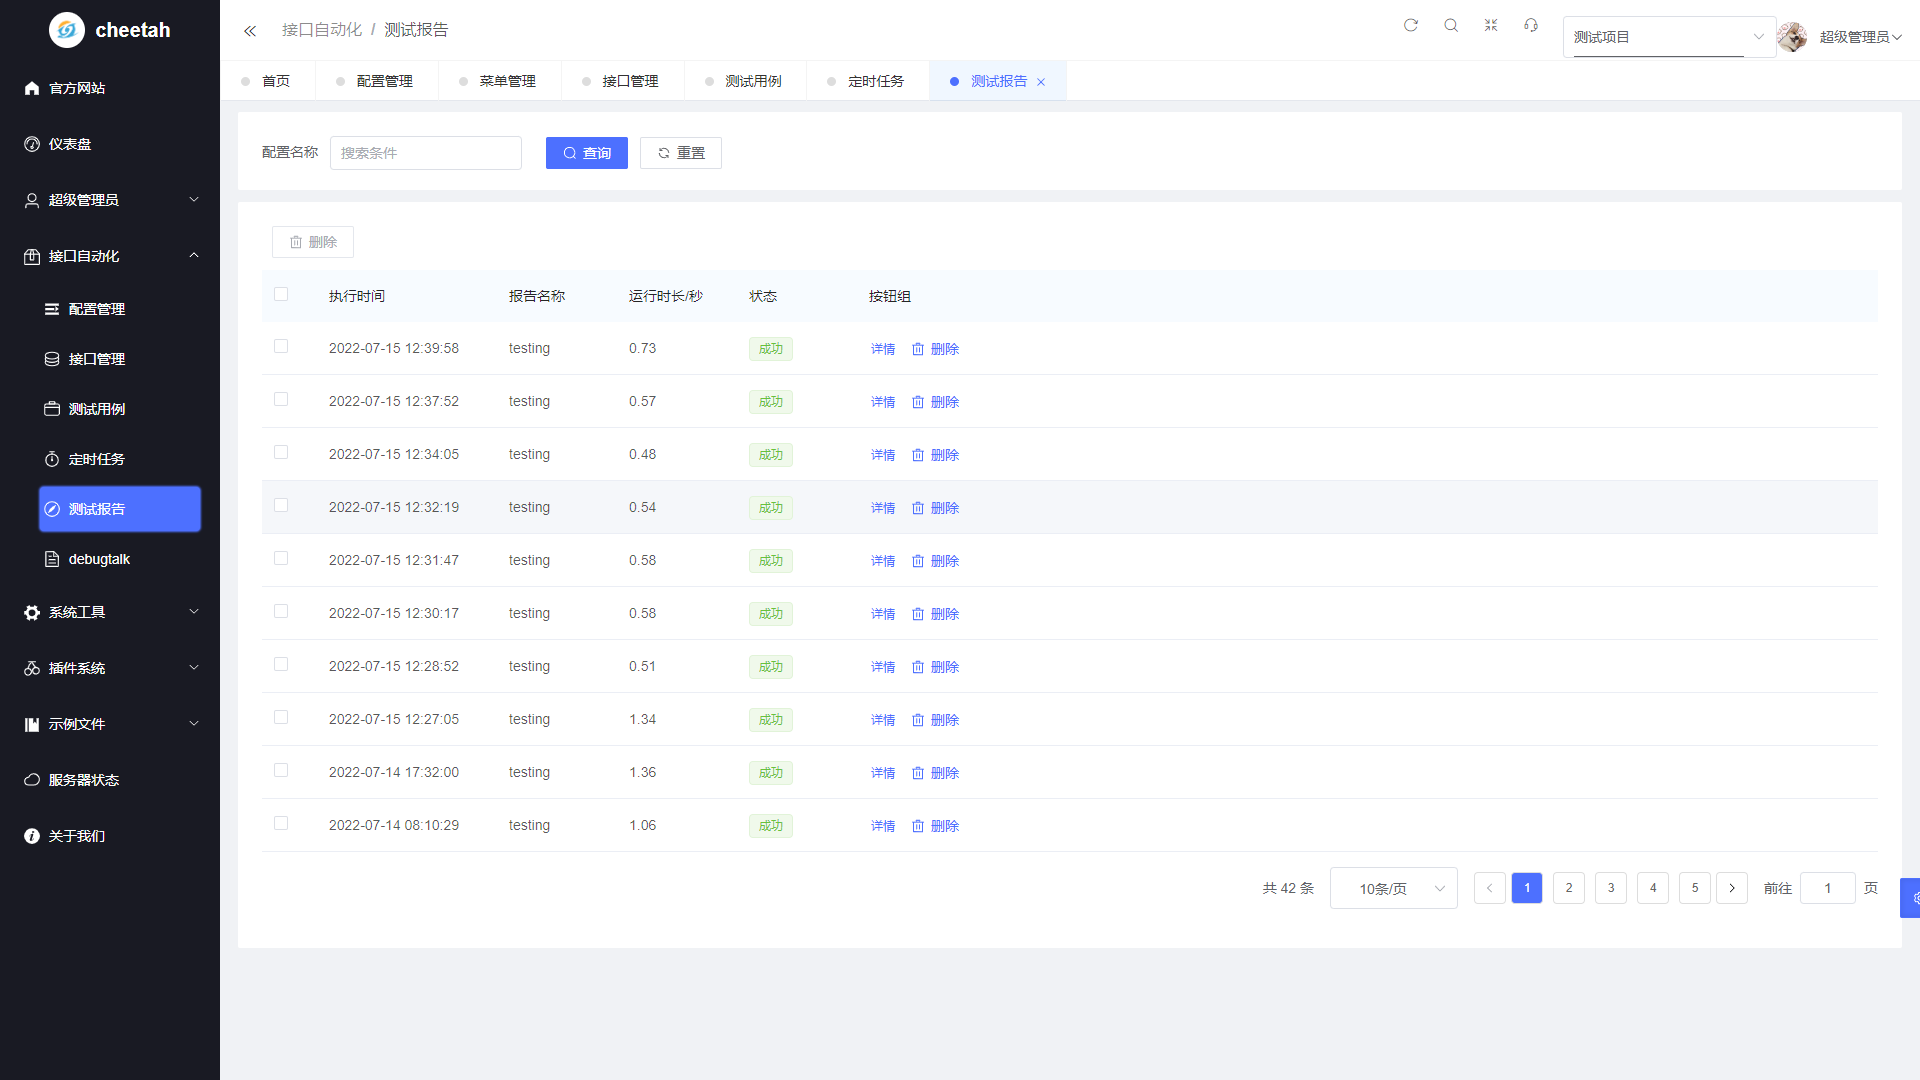 cheetah
官方网站
仪表盘
超级管理员
接口自动化
配置管理
接口管理
测试用例
定时任务
测试报告
debugtalk
系统工具
插件系统
示例文件
服务器状态
关于我们
接口自动化 / 测试报告
测试项目
超级管理员
首页 配置管理 菜单管理 接口管理 测试用例 定时任务 测试报告
配置名称 搜索条件 查询 重置
删除
执行时间 报告名称 运行时长/秒 状态 按钮组
2022-07-15 12:39:58 testing 0.73 成功 详情 删除
2022-07-15 12:37:52 testing 0.57 成功 详情 删除
2022-07-15 12:34:05 testing 0.48 成功 详情 删除
2022-07-15 12:32:19 testing 0.54 成功 详情 删除
2022-07-15 12:31:47 testing 0.58 成功 详情 删除
2022-07-15 12:30:17 testing 0.58 成功 详情 删除
2022-07-15 12:28:52 testing 0.51 成功 详情 删除
2022-07-15 12:27:05 testing 1.34 成功 详情 删除
2022-07-14 17:32:00 testing 1.36 成功 详情 删除
2022-07-14 08:10:29 testing 1.06 成功 详情 删除
共 42 条 10条/页 1 2 3 4 5 前往 1 页